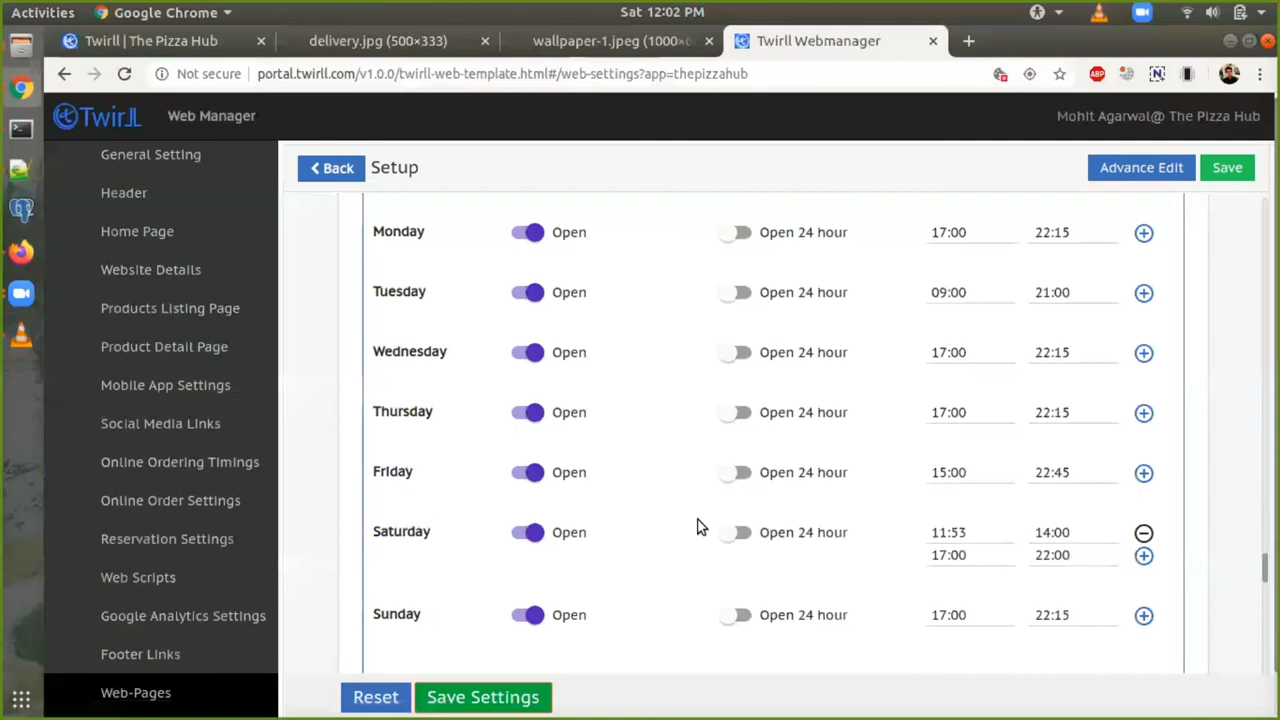 Activities Google Chrome Sat 12:02 PM
Twirll | The Pizza Hub delivery.jpg (500×333) wallpaper-1.jpeg (1000× Twirll Webmanager
Not secure portal.twirll.com/v1.0.0/twirll-web-template.html#/web-settings?app=thepizzahub ABP N
Twirll Web Manager Mohit Agarwal@ The Pizza Hub
Back Setup Advance Edit Save
General Setting
Header
Home Page
Website Details
Products Listing Page
Product Detail Page
Mobile App Settings
Social Media Links
Online Ordering Timings
Online Order Settings
Reservation Settings
Web Scripts
Google Analytics Settings
Footer Links
Web-Pages
Monday Open Open 24 hour 17:00 22:15
Tuesday Open Open 24 hour 09:00 21:00
Wednesday Open Open 24 hour 17:00 22:15
Thursday Open Open 24 hour 17:00 22:15
Friday Open Open 24 hour 15:00 22:45
Saturday Open Open 24 hour 11:53 14:00
17:00 22:00
Sunday Open Open 24 hour 17:00 22:15
Reset Save Settings